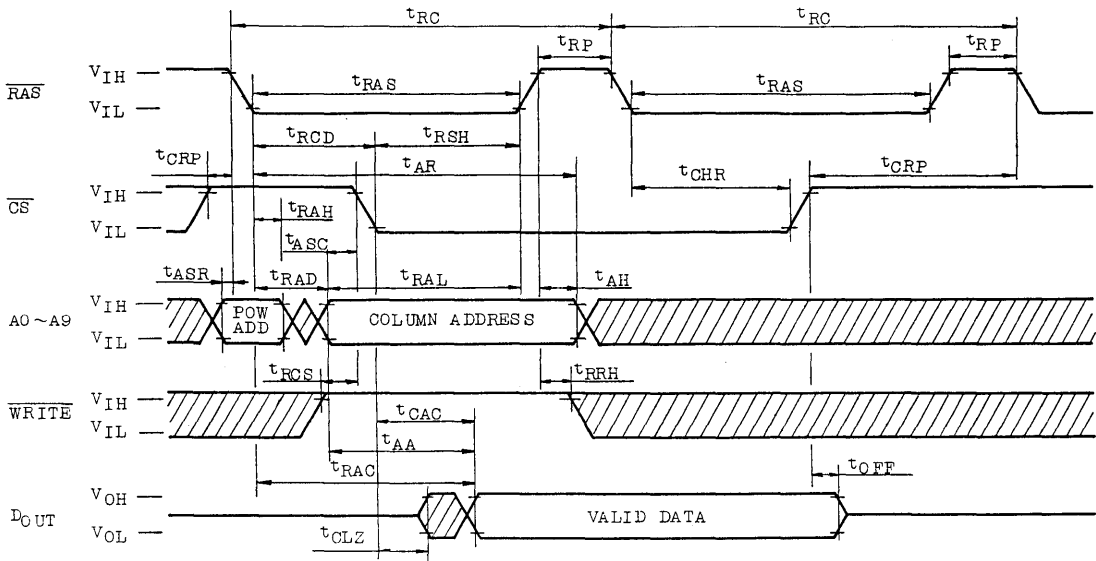 tRC tRC
tRP tRP
RAS VIH VIL tRAS tRAS
tRCD tRSH
tCRP tAR tCHR tCRP
CS VIH VIL
tRAH
tASC
tASR tRAD tRAL tAH
A0~A9 VIH VIL POW ADD COLUMN ADDRESS
tRCS tRRH
WRITE VIH VIL
tCAC
tAA
tRAC tOFF
DOUT VOH VOL VALID DATA
tCLZ